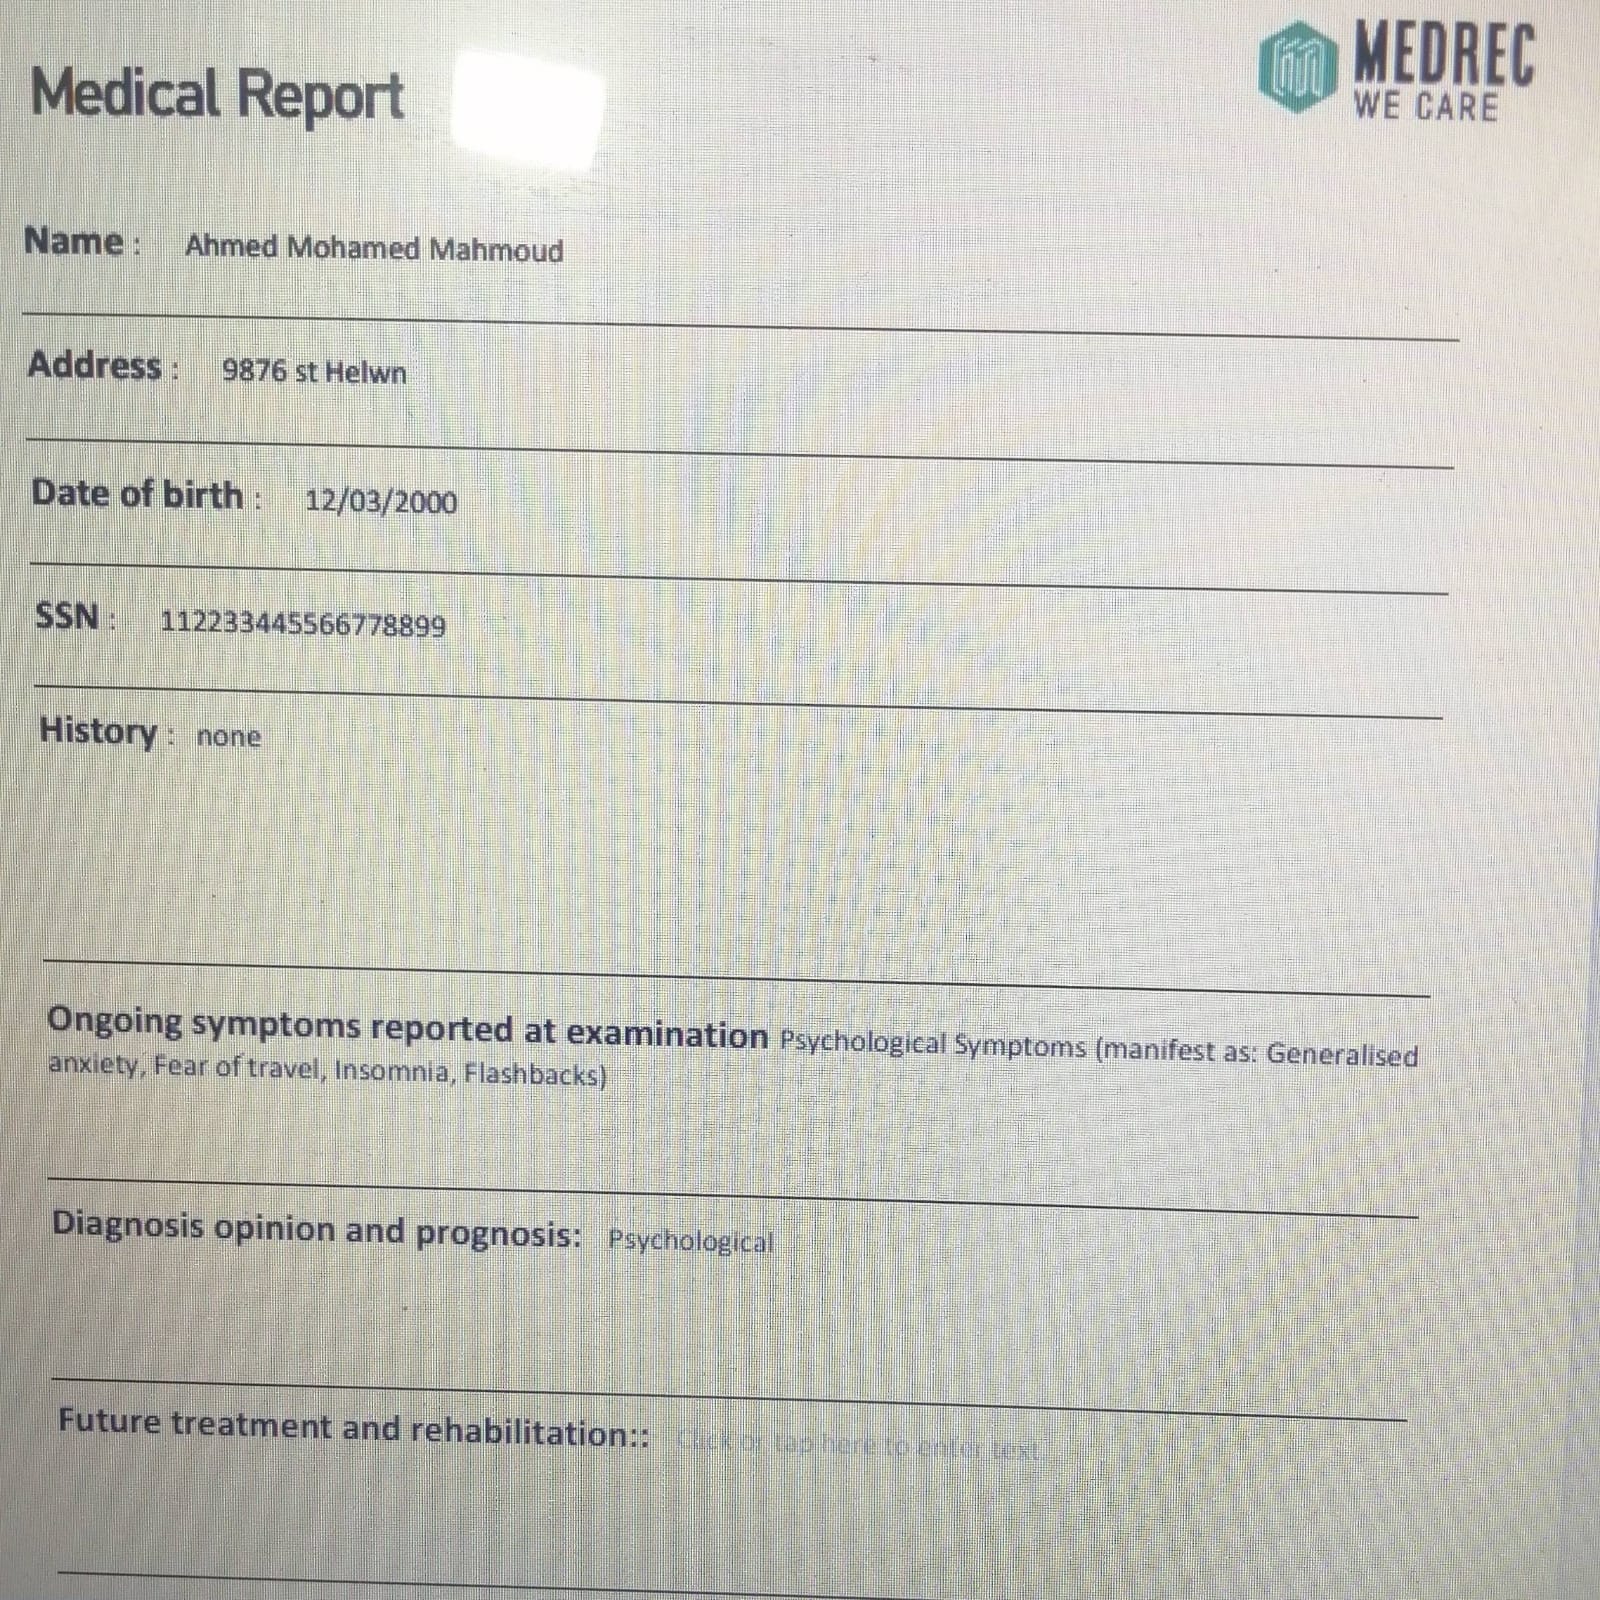 MEDREC
WE CARE
Medical Report
Name : Ahmed Mohamed Mahmoud
Address : 9876 st Helwn
Date of birth : 12/03/2000
SSN : 112233445566778899
History : none
Ongoing symptoms reported at examination Psychological Symptoms (manifest as: Generalised
anxiety, Fear of travel, Insomnia, Flashbacks)
Diagnosis opinion and prognosis: Psychological
Future treatment and rehabilitation:: Click or tap here to enter text.